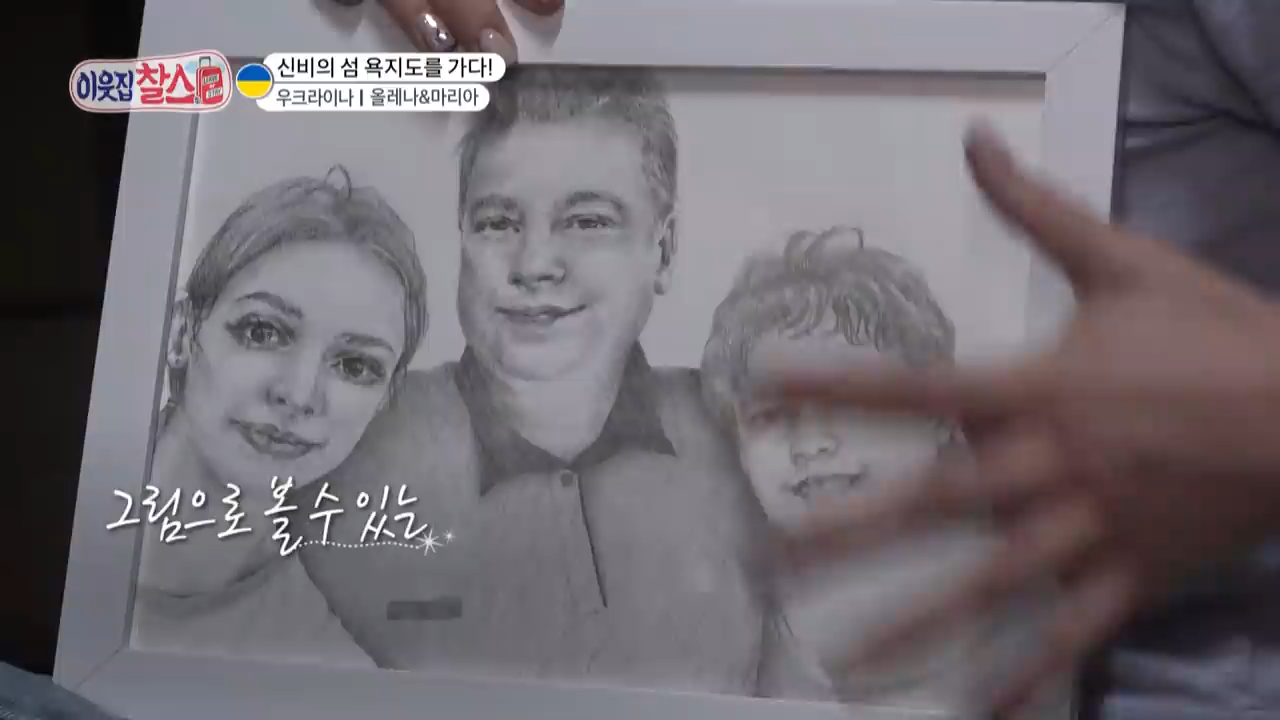 이웃집 찰스
신비의 섬 욕지도를 가다!
우크라이나 | 올레나&마리아
그림으로 볼 수 있는